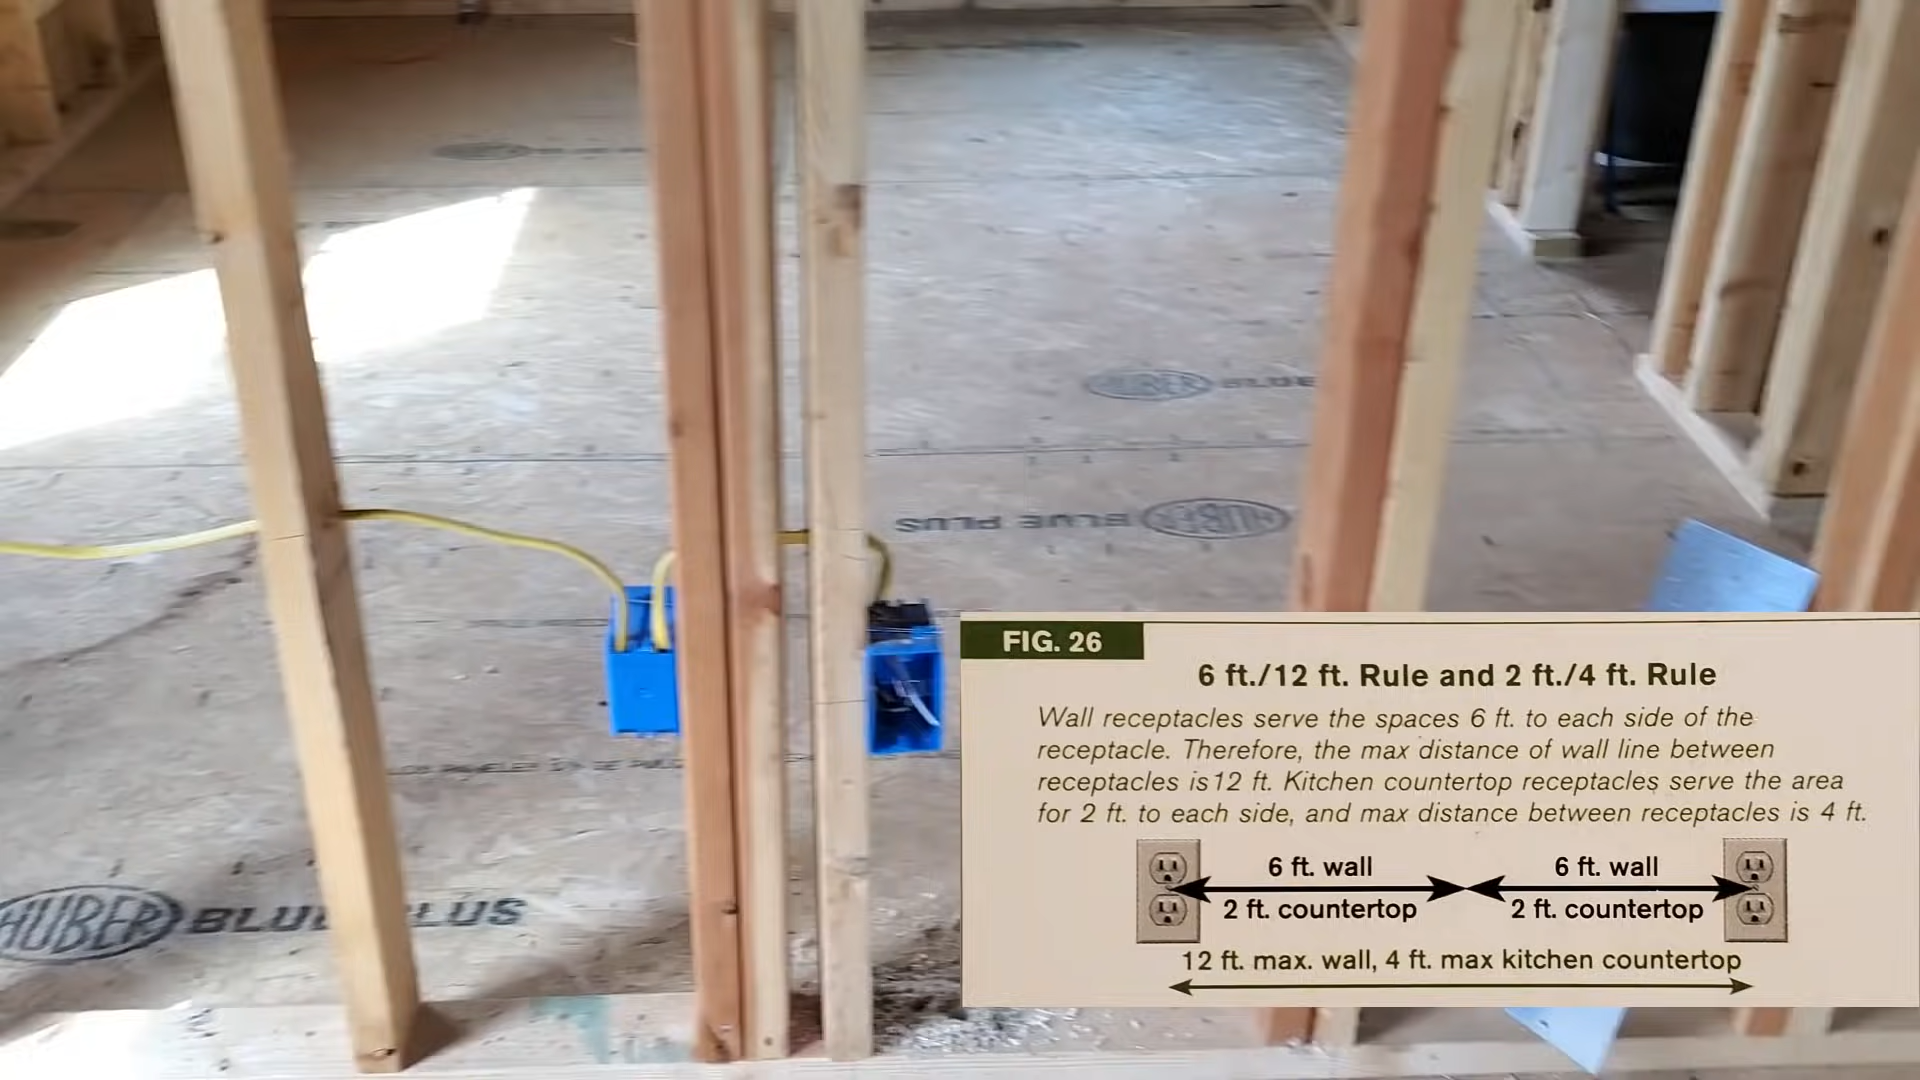 HUBER
HUBER BLUE
HUBER BLUE PLUS
HUBER BLUE PLUS
FIG. 26
6 ft./12 ft. Rule and 2 ft./4 ft. Rule
Wall receptacles serve the spaces 6 ft. to each side of the
receptacle. Therefore, the max distance of wall line between
receptacles is 12 ft. Kitchen countertop receptacles serve the area
for 2 ft. to each side, and max distance between receptacles is 4 ft.
6 ft. wall 6 ft. wall
2 ft. countertop 2 ft. countertop
12 ft. max. wall, 4 ft. max kitchen countertop